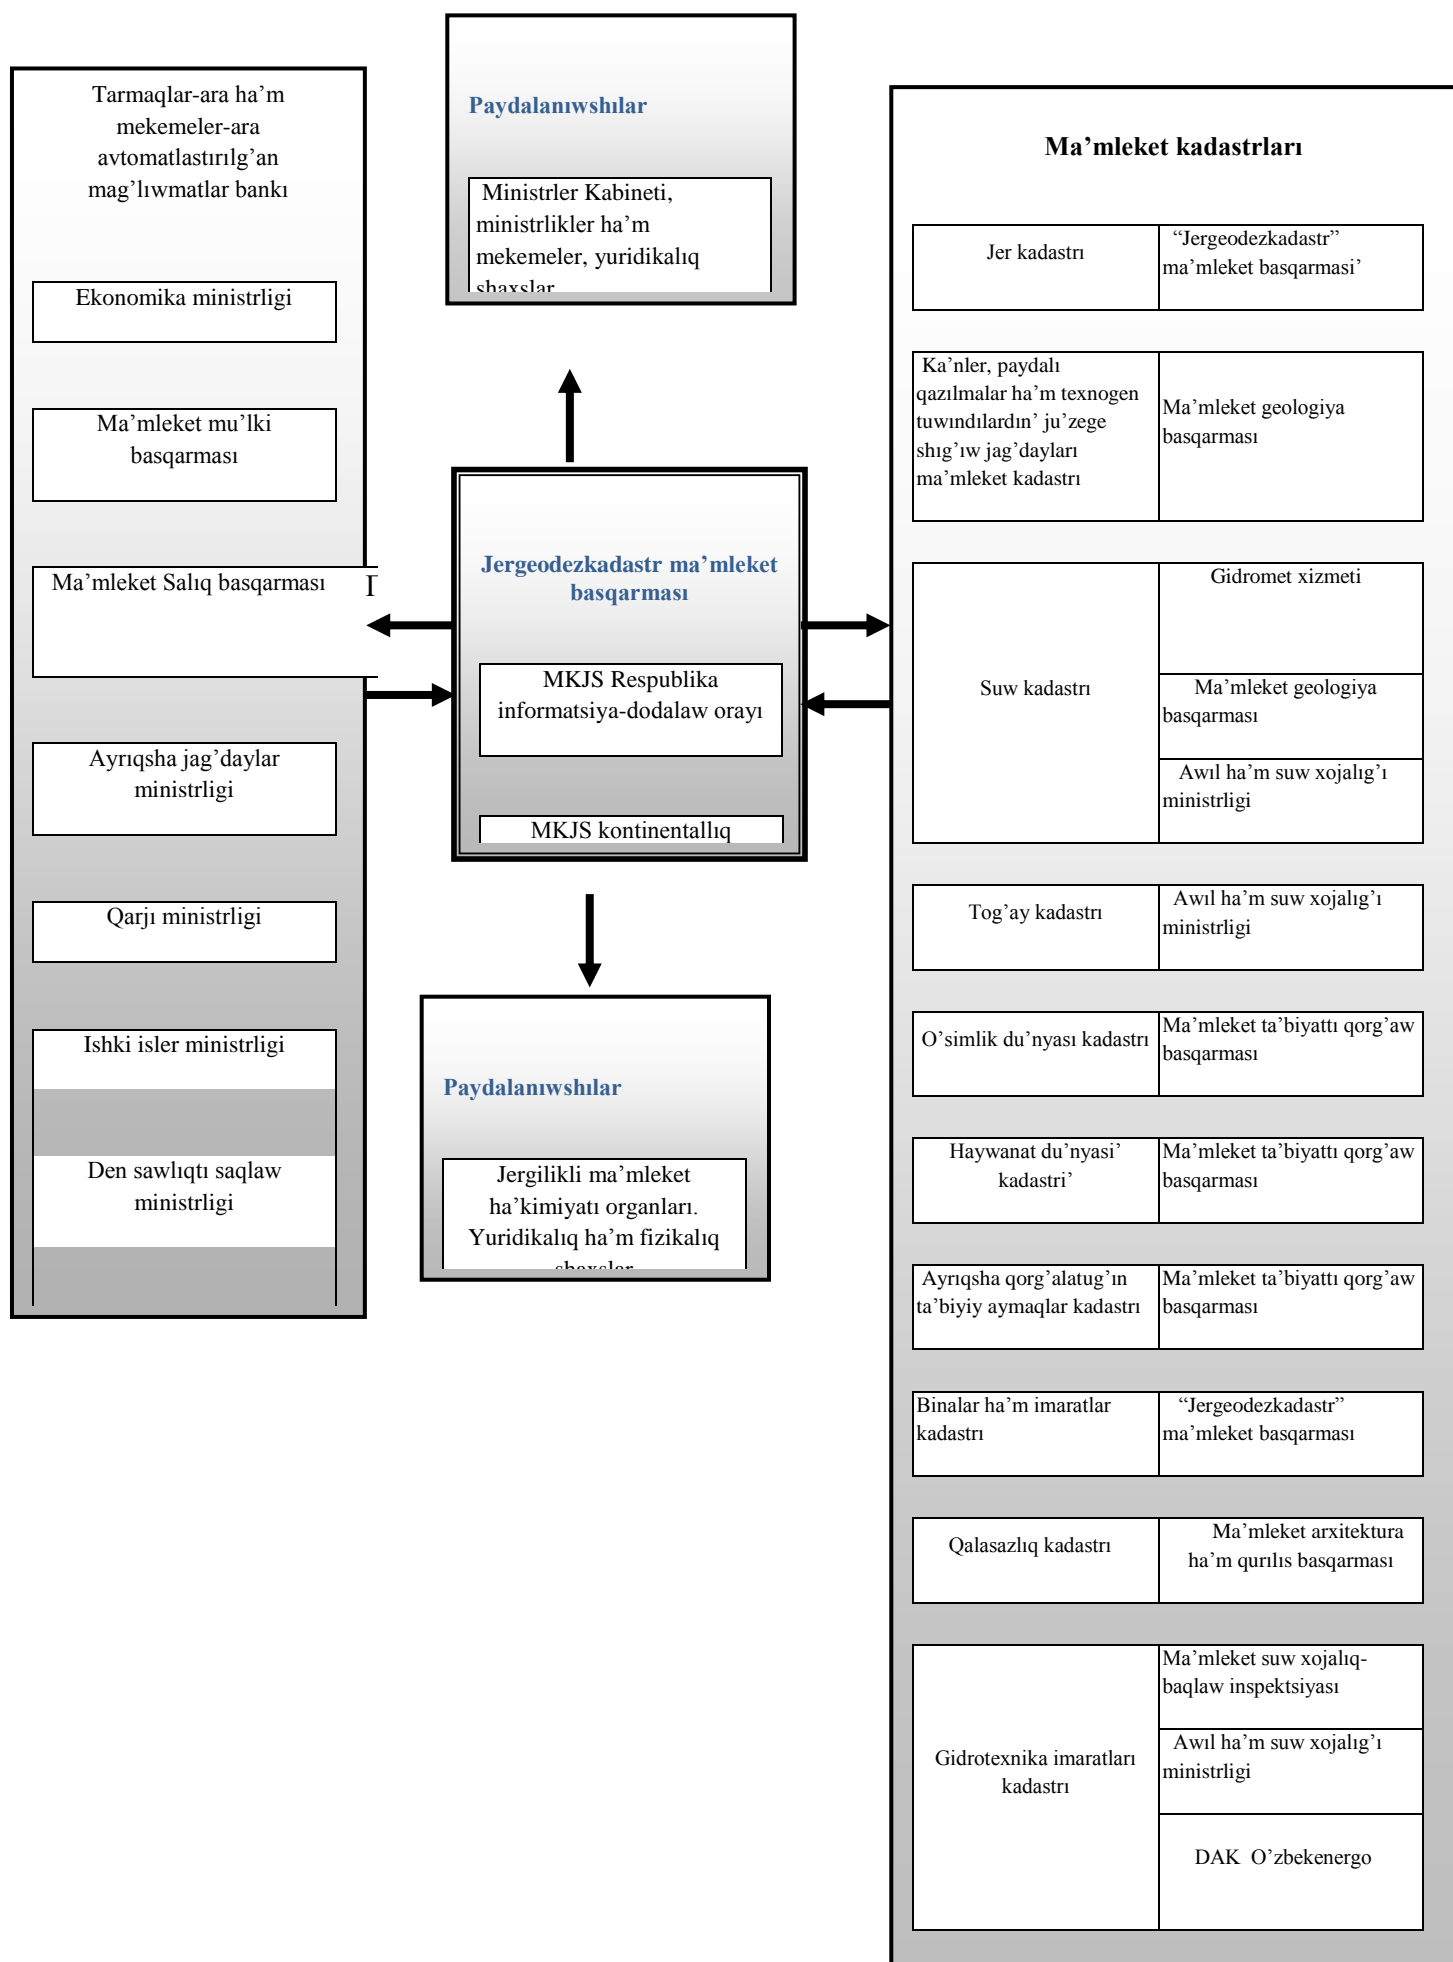 Tarmaqlar-ara ha’m
mekemeler-ara
avtomatlastırılg’an
mag’lıwmatlar bankı
Ekonomika ministrligi
Ma’mleket mu’lki
basqarması
Ma’mleket Salıq basqarması
Ayrıqsha jag’daylar
ministrligi
Qarjı ministrligi
Ishki isler ministrligi
Den sawlıqtı saqlaw
ministrligi
Paydalanıwshılar
Ministrler Kabineti,
ministrlikler ha’m
mekemeler, yuridikalıq
shaxslar
Jergeodezkadastr ma’mleket
basqarması
MKJS Respublika
informatsiya-dodalaw orayı
MKJS kontinentallıq
Paydalanıwshılar
Jergilikli ma’mleket
ha’kimiyatı organları.
Yuridikalıq ha’m fizikalıq
shaxslar
Ma’mleket kadastrları
Jer kadastrı
“Jergeodezkadastr”
ma’mleket basqarmasi’
Ka’nler, paydalı
qazılmalar ha’m texnogen
tuwındılardın’ ju’zege
shıg’ıw jag’dayları
ma’mleket kadastrı
Ma’mleket geologiya
basqarması
Suw kadastrı
Gidromet xizmeti
Ma’mleket geologiya
basqarması
Awıl ha’m suw xojalıg’ı
ministrligi
Tog’ay kadastrı
Awıl ha’m suw xojalıg’ı
ministrligi
O’simlik du’nyası kadastrı
Ma’mleket ta’biyattı qorg’aw
basqarması
Haywanat du’nyasi’
kadastri’
Ma’mleket ta’biyattı qorg’aw
basqarması
Ayrıqsha qorg’alatug’ın
ta’biyiy aymaqlar kadastrı
Ma’mleket ta’biyattı qorg’aw
basqarması
Binalar ha’m imaratlar
kadastrı
“Jergeodezkadastr”
ma’mleket basqarması
Qalasazlıq kadastrı
Ma’mleket arxitektura
ha’m qurılıs basqarması
Gidrotexnika imaratları
kadastrı
Ma’mleket suw xojalıq-
baqlaw inspektsiyası
Awıl ha’m suw xojalıg’ı
ministrligi
DAK O’zbekenergo